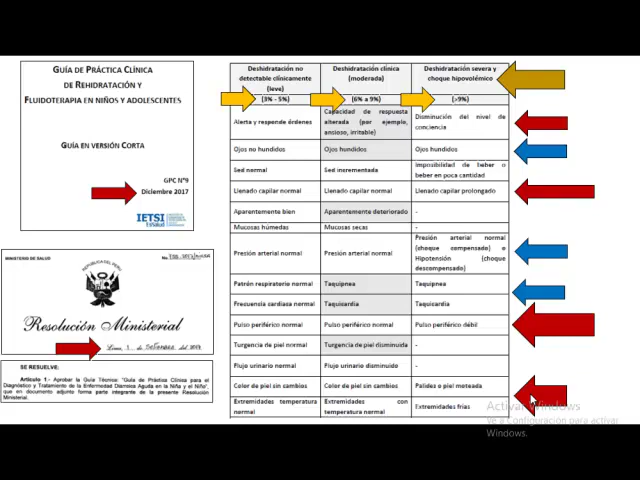 GUÍA DE PRÁCTICA CLÍNICA
DE REHIDRATACIÓN Y
FLUIDOTERAPIA EN NIÑOS Y ADOLESCENTES
GUÍA EN VERSIÓN CORTA
GPC N°9
Diciembre 2017
IETSI
EsSalud
MINISTERIO DE SALUD
No.
REPUBLICA DEL PERU
Resolución Ministerial
Lima, 1 de SETIEMBRE del 2017
SE RESUELVE:
Artículo 1.- Aprobar la Guía Técnica: "Guía de Práctica Clínica para el
Diagnóstico y Tratamiento de la Enfermedad Diarreica Aguda en la Niña y el Niño",
que en documento adjunto forma parte integrante de la presente Resolución
Ministerial.
Deshidratación no
detectable clínicamente
(leve)
Deshidratación clínica
(moderada)
Deshidratación severa y
choque hipovolémico
(3% - 5%)
(6% a 9%)
(>9%)
Alerta y responde órdenes
Capacidad de respuesta
alterada (por ejemplo,
ansioso, irritable)
Disminución del nivel de
conciencia
Ojos no hundidos
Ojos hundidos
Ojos hundidos
Sed normal
Sed incrementada
imposibilidad de beber o
beber en poca cantidad
Llenado capilar normal
Llenado capilar normal
Llenado capilar prolongado
Aparentemente bien
Aparentemente deteriorado
-
Mucosas húmedas
Mucosas secas
-
Presión arterial normal
Presión arterial normal
Presión arterial normal
(choque compensado) o
Hipotensión (choque
descompensado)
Patrón respiratorio normal
Taquipnea
Taquipnea
Frecuencia cardiaca normal
Taquicardia
Taquicardia
Pulso periférico normal
Pulso periférico normal
Pulso periférico débil
Turgencia de piel normal
Turgencia de piel disminuida
-
Flujo urinario normal
Flujo urinario disminuido
-
Color de piel sin cambios
Color de piel sin cambios
Palidez o piel moteada
Extremidades temperatura
normal
Extremidades con
temperatura normal
Extremidades frías
Activar Windows
Ve a Configuración para activar
Windows.